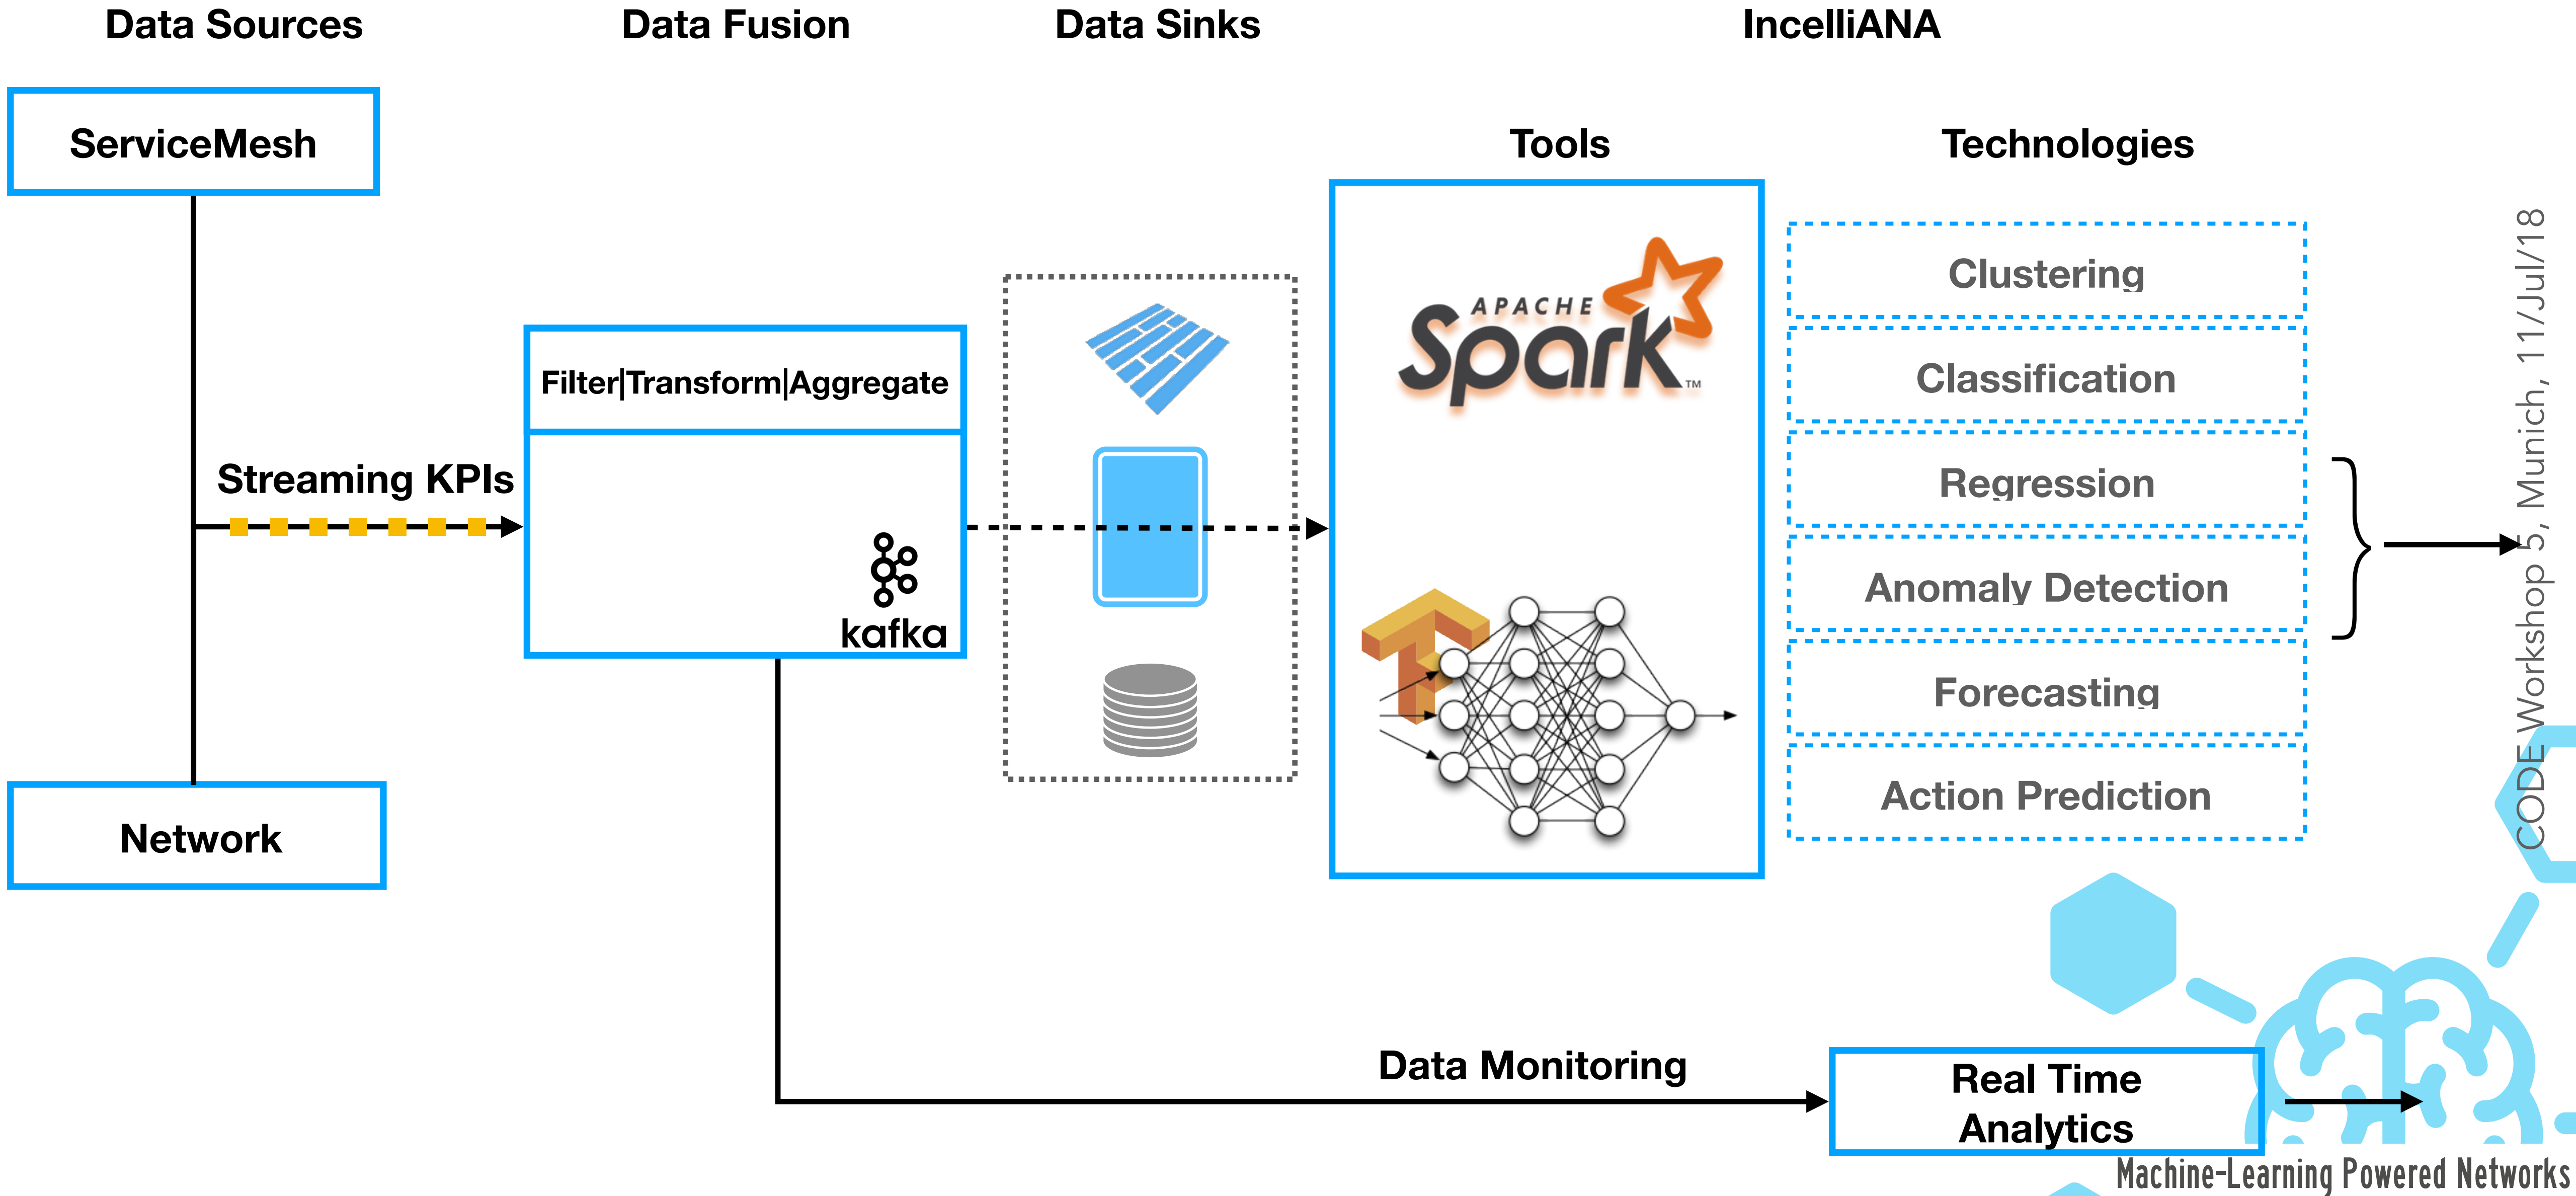 Data Sources
Data Fusion
Data Sinks
IncelliANA
ServiceMesh
Tools
Technologies
APACHE
Spark™
Clustering
Filter|Transform|Aggregate
Classification
Streaming KPIs
Regression
kafka
Anomaly Detection
Forecasting
Action Prediction
Network
CODE Workshop 5, Munich, 11/Jul/18
Data Monitoring
Real Time
Analytics
Machine-Learning Powered Networks